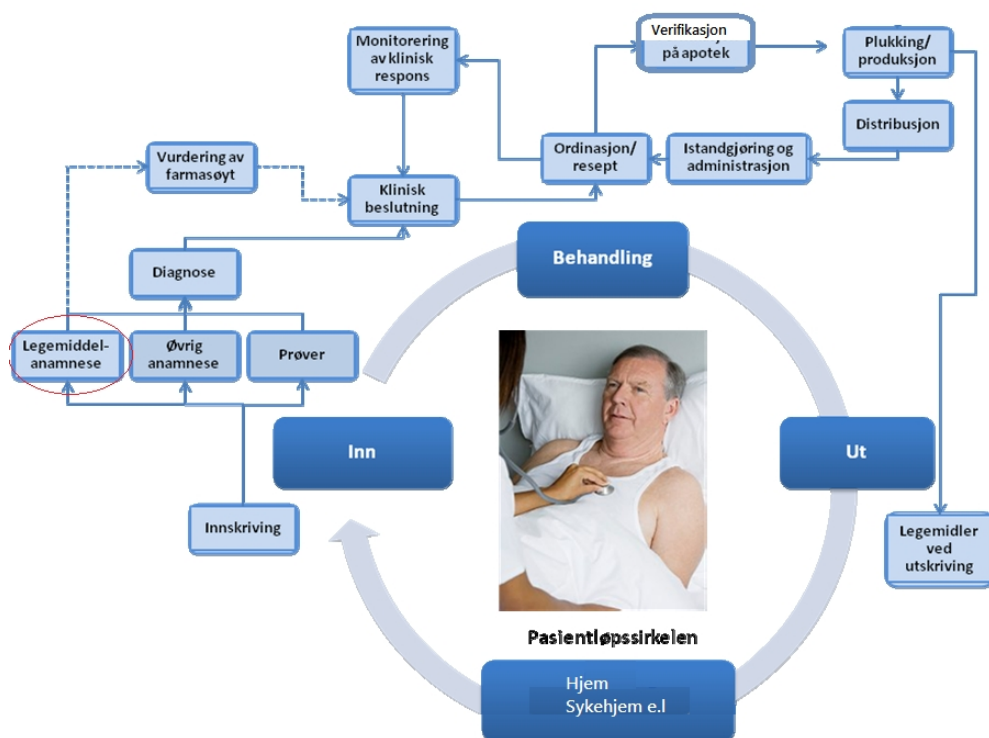 Verifikasjon
på apotek
Plukking/
produksjon
Monitorering
av klinisk
respons
Distribusjon
Ordinasjon/
resept
Istandgjøring og
administrasjon
Vurdering av
farmasøyt
Klinisk
beslutning
Diagnose
Behandling
Legemiddel-
anamnese
Øvrig
anamnese
Prøver
Inn
Ut
Innskriving
Legemidler
ved
utskriving
Pasientløpssirkelen
Hjem
Sykehjem e.l